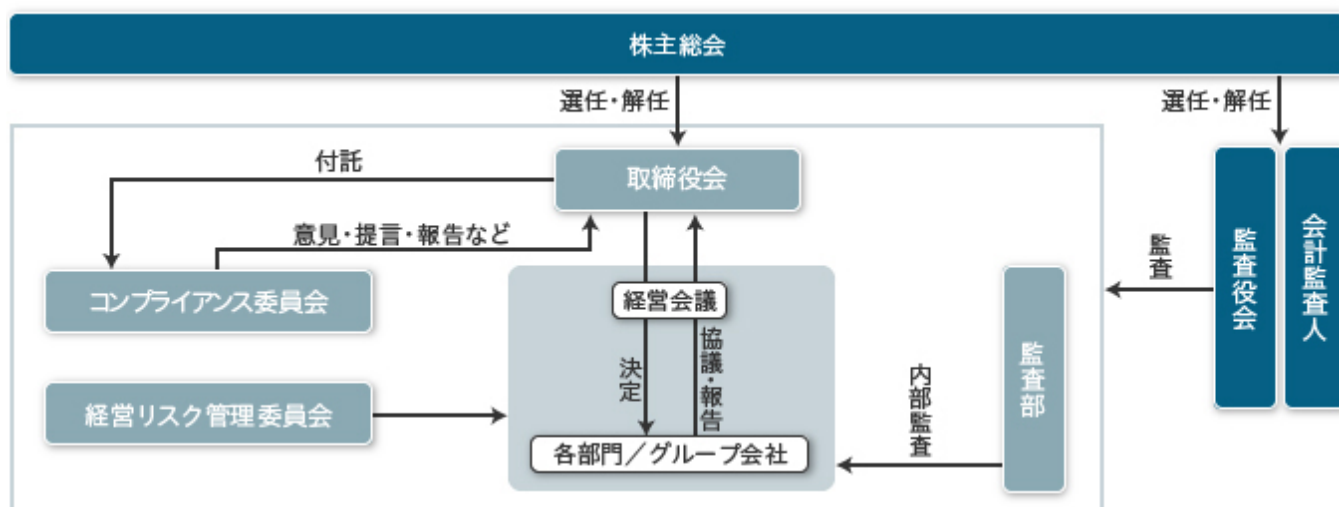 株主総会
選任・解任
選任・解任
付託
取締役会
意見・提言・報告など
コンプライアンス委員会
経営会議
決定
協議・報告
経営リスク管理委員会
各部門／グループ会社
内部監査
監査部
監査
監査役会
会計監査人